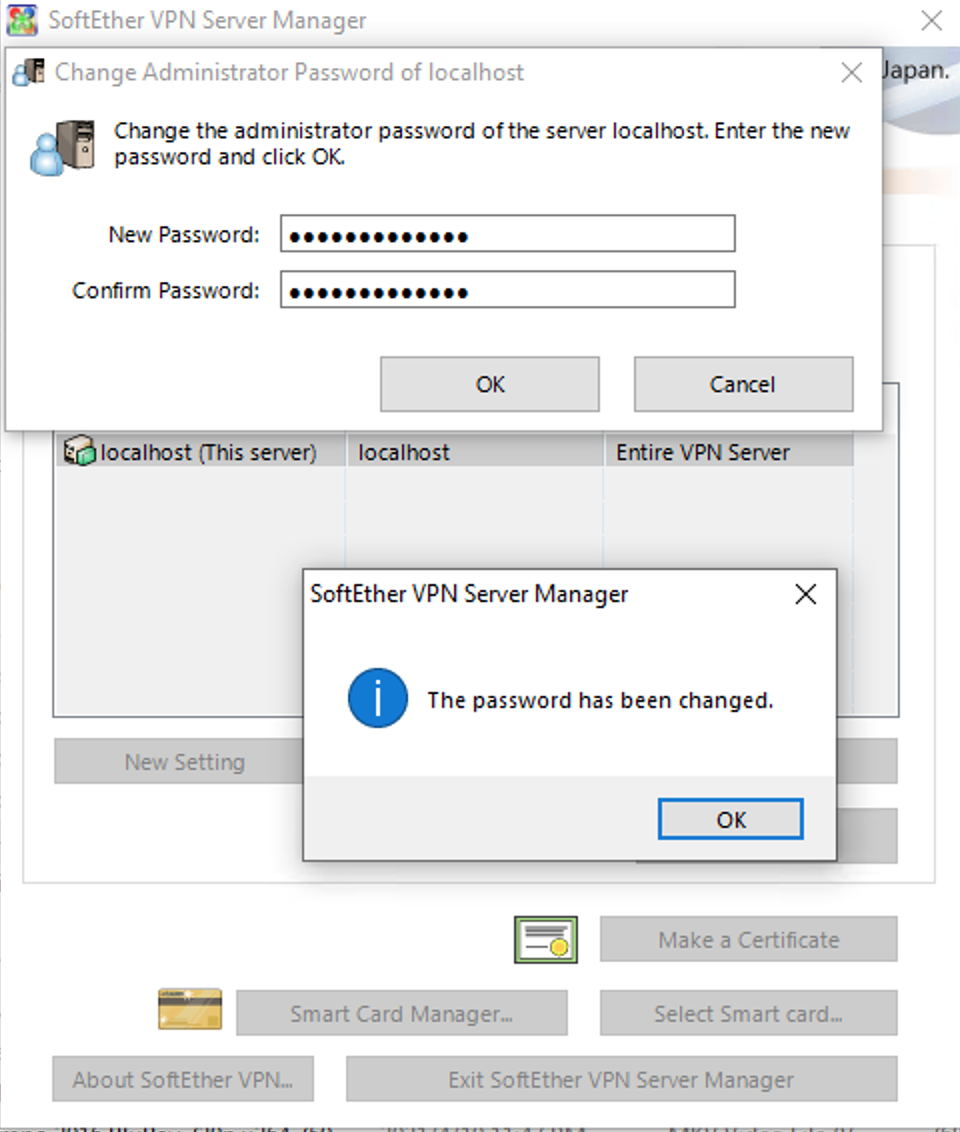 SoftEther VPN Server Manager
Change Administrator Password of localhost
Japan.
Change the administrator password of the server localhost. Enter the new
password and click OK.
New Password: ●●●●●●●●●●●●●
Confirm Password: ●●●●●●●●●●●●●
OK Cancel
localhost (This server) localhost Entire VPN Server
SoftEther VPN Server Manager
The password has been changed.
New Setting
OK
Make a Certificate
Smart Card Manager... Select Smart card...
About SoftEther VPN... Exit SoftEther VPN Server Manager